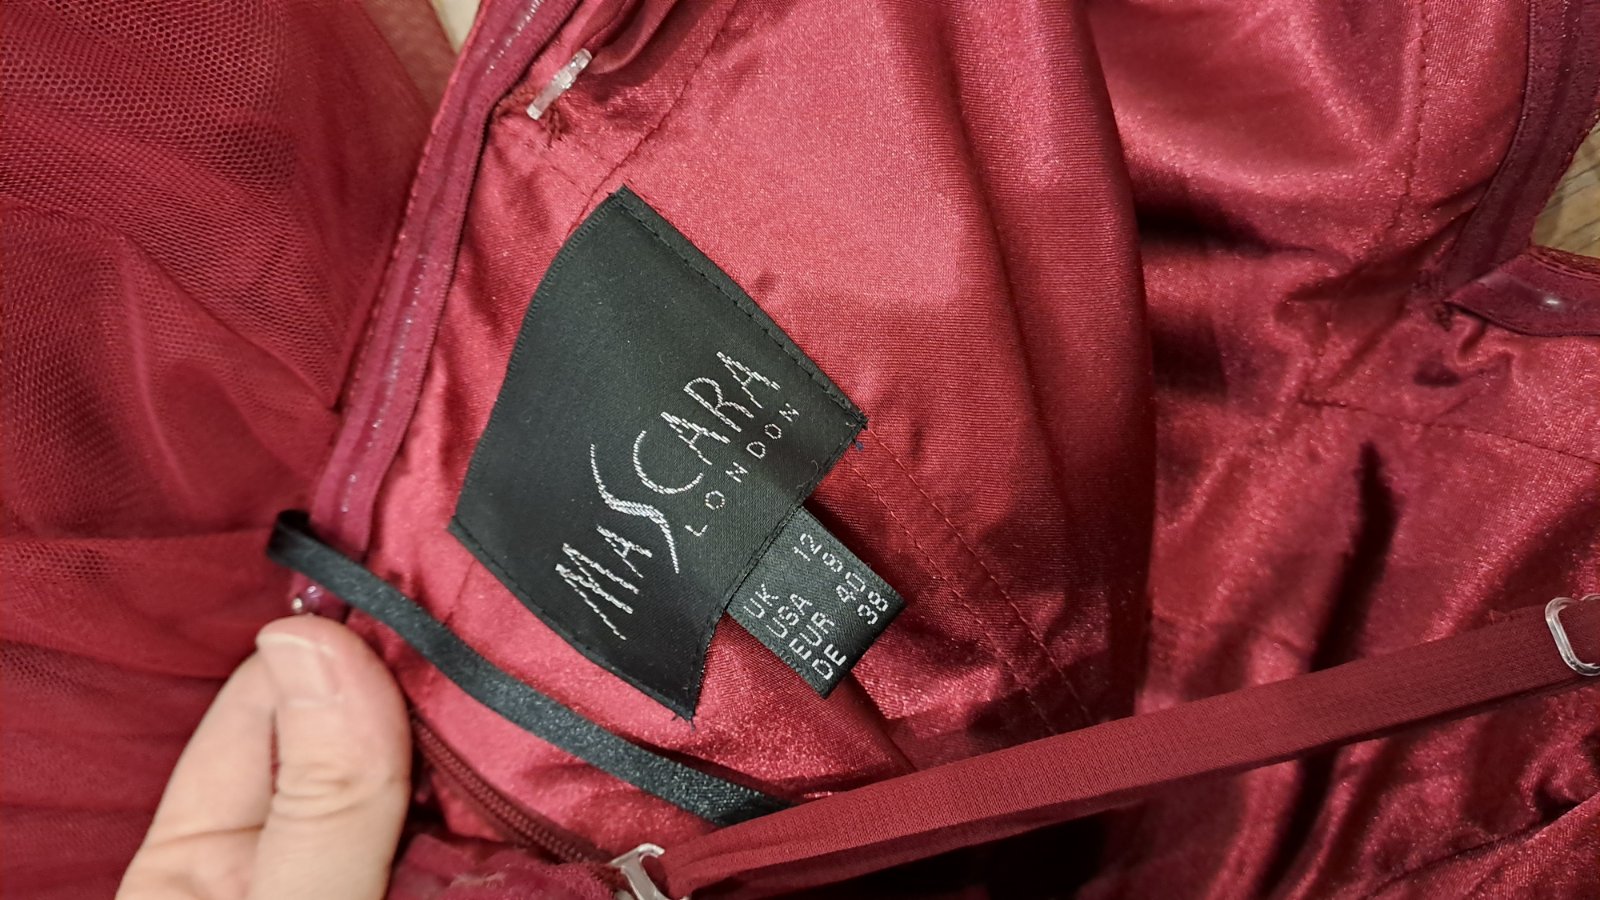 MASCARA
LONDON
UK 12
USA 8
EUR 40
DE 38